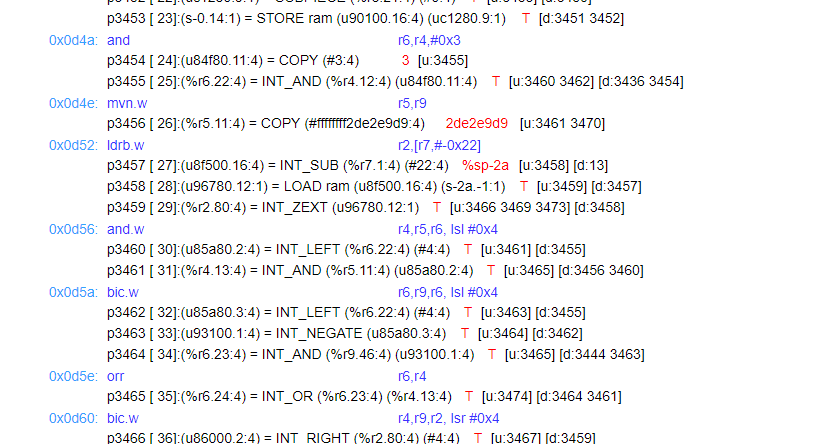 p3453 [ 23]:(s-0.14:1) = STORE ram (u90100.16:4) (uc1280.9:1) T [d:3451 3452]
0x0d4a: and r6,r4,#0x3
p3454 [ 24]:(u84f80.11:4) = COPY (#3:4) 3 [u:3455]
p3455 [ 25]:(%r6.22:4) = INT_AND (%r4.12:4) (u84f80.11:4) T [u:3460 3462] [d:3436 3454]
0x0d4e: mvn.w r5,r9
p3456 [ 26]:(%r5.11:4) = COPY (#ffffffff2de2e9d9:4) 2de2e9d9 [u:3461 3470]
0x0d52: ldrb.w r2,[r7,#-0x22]
p3457 [ 27]:(u8f500.16:4) = INT_SUB (%r7.1:4) (#22:4) %sp-2a [u:3458] [d:13]
p3458 [ 28]:(u96780.12:1) = LOAD ram (u8f500.16:4) (s-2a.-1:1) T [u:3459] [d:3457]
p3459 [ 29]:(%r2.80:4) = INT_ZEXT (u96780.12:1) T [u:3466 3469 3473] [d:3458]
0x0d56: and.w r4,r5,r6, lsl #0x4
p3460 [ 30]:(u85a80.2:4) = INT_LEFT (%r6.22:4) (#4:4) T [u:3461] [d:3455]
p3461 [ 31]:(%r4.13:4) = INT_AND (%r5.11:4) (u85a80.2:4) T [u:3465] [d:3456 3460]
0x0d5a: bic.w r6,r9,r6, lsl #0x4
p3462 [ 32]:(u85a80.3:4) = INT_LEFT (%r6.22:4) (#4:4) T [u:3463] [d:3455]
p3463 [ 33]:(u93100.1:4) = INT_NEGATE (u85a80.3:4) T [u:3464] [d:3462]
p3464 [ 34]:(%r6.23:4) = INT_AND (%r9.46:4) (u93100.1:4) T [u:3465] [d:3444 3463]
0x0d5e: orr r6,r4
p3465 [ 35]:(%r6.24:4) = INT_OR (%r6.23:4) (%r4.13:4) T [u:3474] [d:3464 3461]
0x0d60: bic.w r4,r9,r2, lsr #0x4
p3466 [ 36]:(u86000.2:4) = INT_RIGHT (%r2.80:4) (#4:4) T [u:3467] [d:3459]